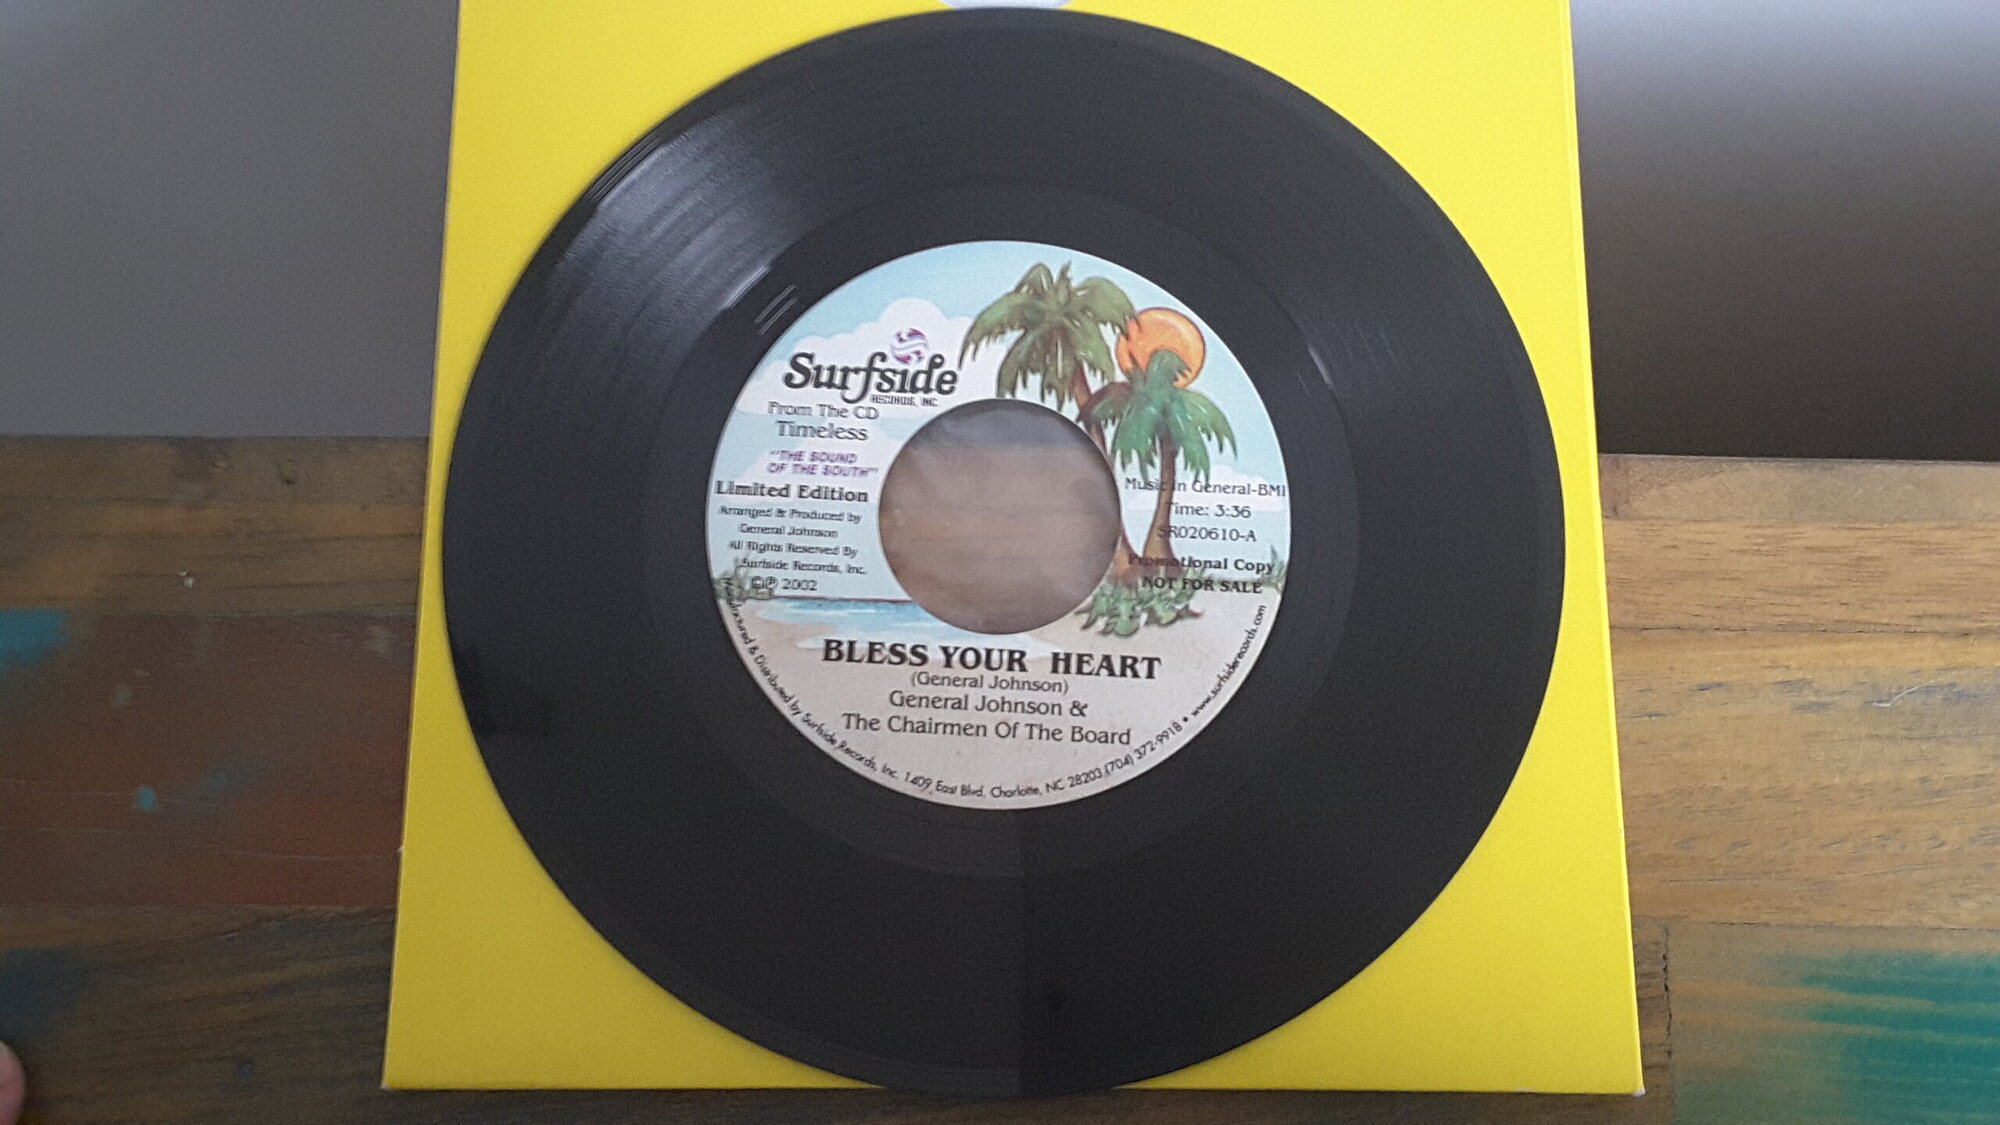 Surfside
RECORDS, INC.
From The CD
Timeless
"THE SOUND
OF THE SOUTH"
Limited Edition
Arranged & Produced by
General Johnson
All Rights Reserved By
Surfside Records, Inc.
©℗ 2002
Music In General-BMI
Time: 3:36
SR020610-A
Promotional Copy
NOT FOR SALE
BLESS YOUR HEART
(General Johnson)
General Johnson &
The Chairmen Of The Board
Manufactured & Distributed by Surfside Records, Inc. 1409 East Blvd. Charlotte, NC 28203 (704) 372-9918 • www.surfsiderecords.com